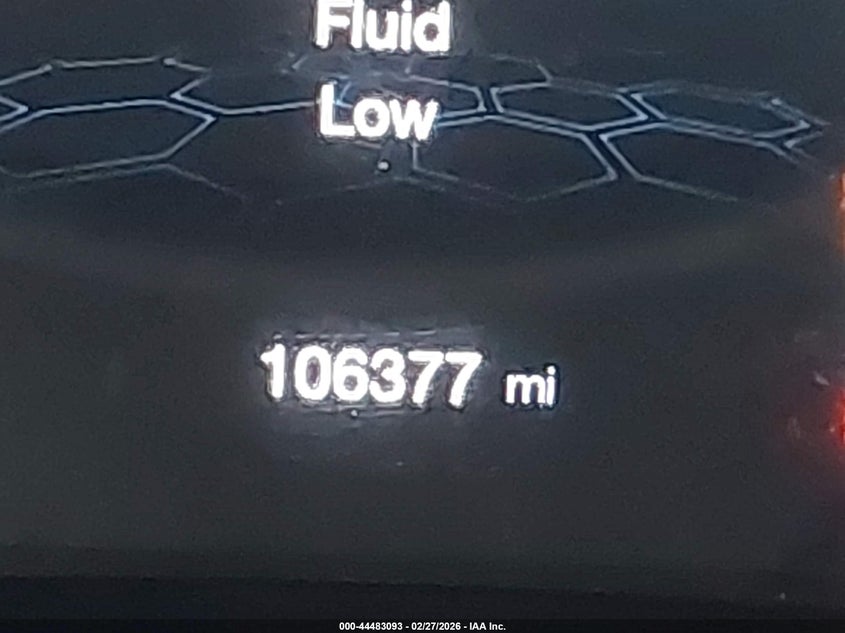 Fluid
Low
106377 mi
000-44483093 - 02/27/2026 - IAA Inc.